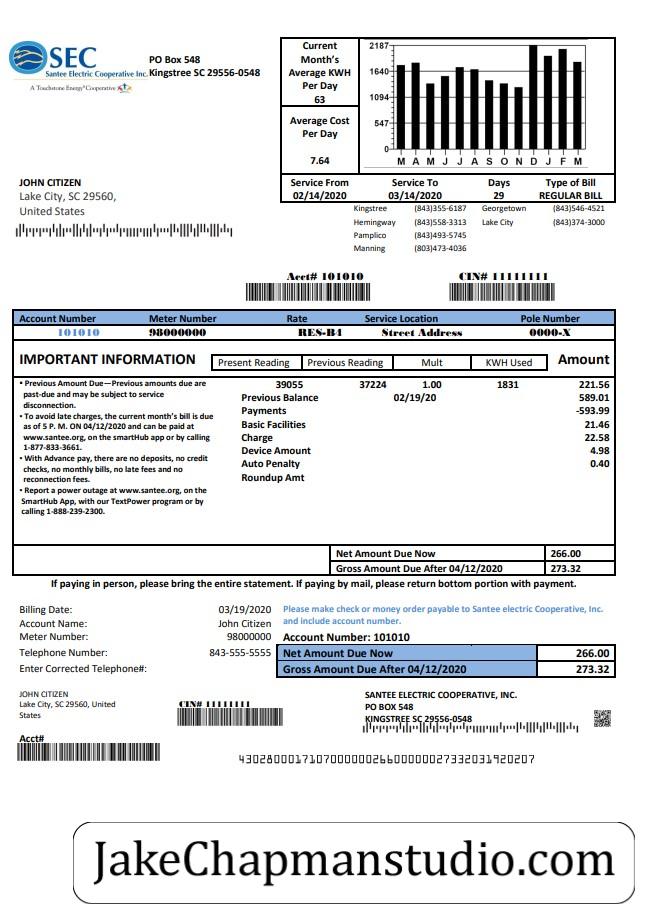 SEC
Santee Electric Cooperative Inc.
A Touchstone Energy® Cooperative
PO Box 548
Kingstree SC 29556-0548
Current
Month's
Average KWH
Per Day
63
Average Cost
Per Day
7.64
2187
1640
1094
547
0
M A M J J A S O N D J F M
Service From Service To Days Type of Bill
02/14/2020 03/14/2020 29 REGULAR BILL
JOHN CITIZEN
Lake City, SC 29560,
United States
Kingstree (843)355-6187 Georgetown (843)546-4521
Hemingway (843)558-3313 Lake City (843)374-3000
Pamplico (843)493-5745
Manning (803)473-4036
Acct# 101010 CIN# 11111111
Account Number Meter Number Rate Service Location Pole Number
101010 98000000 RES-B4 Street Address 0000-X
IMPORTANT INFORMATION Present Reading Previous Reading Mult KWH Used Amount
• Previous Amount Due—Previous amounts due are
past-due and may be subject to service
disconnection.
• To avoid late charges, the current month's bill is due
as of 5 P. M. ON 04/12/2020 and can be paid at
www.santee.org, on the smartHub app or by calling
1-877-833-3661.
• With Advance pay, there are no deposits, no credit
checks, no monthly bills, no late fees and no
reconnection fees.
• Report a power outage at www.santee.org, on the
SmartHub App, with our TextPower program or by
calling 1-888-239-2300.
39055 37224 1.00 1831 221.56
Previous Balance 02/19/20 589.01
Payments -593.99
Basic Facilities 21.46
Charge 22.58
Device Amount 4.98
Auto Penalty 0.40
Roundup Amt
Net Amount Due Now 266.00
Gross Amount Due After 04/12/2020 273.32
If paying in person, please bring the entire statement. If paying by mail, please return bottom portion with payment.
Billing Date: 03/19/2020
Account Name: John Citizen
Meter Number: 98000000
Telephone Number: 843-555-5555
Enter Corrected Telephone#:
Please make check or money order payable to Santee electric Cooperative, Inc.
and include account number.
Account Number: 101010
Net Amount Due Now 266.00
Gross Amount Due After 04/12/2020 273.32
JOHN CITIZEN
Lake City, SC 29560, United
States
CIN# 11111111
SANTEE ELECTRIC COOPERATIVE, INC.
PO BOX 548
KINGSTREE SC 29556-0548
Acct#
430280001710700000026600000002733203192020​7
JakeChapmanstudio.com